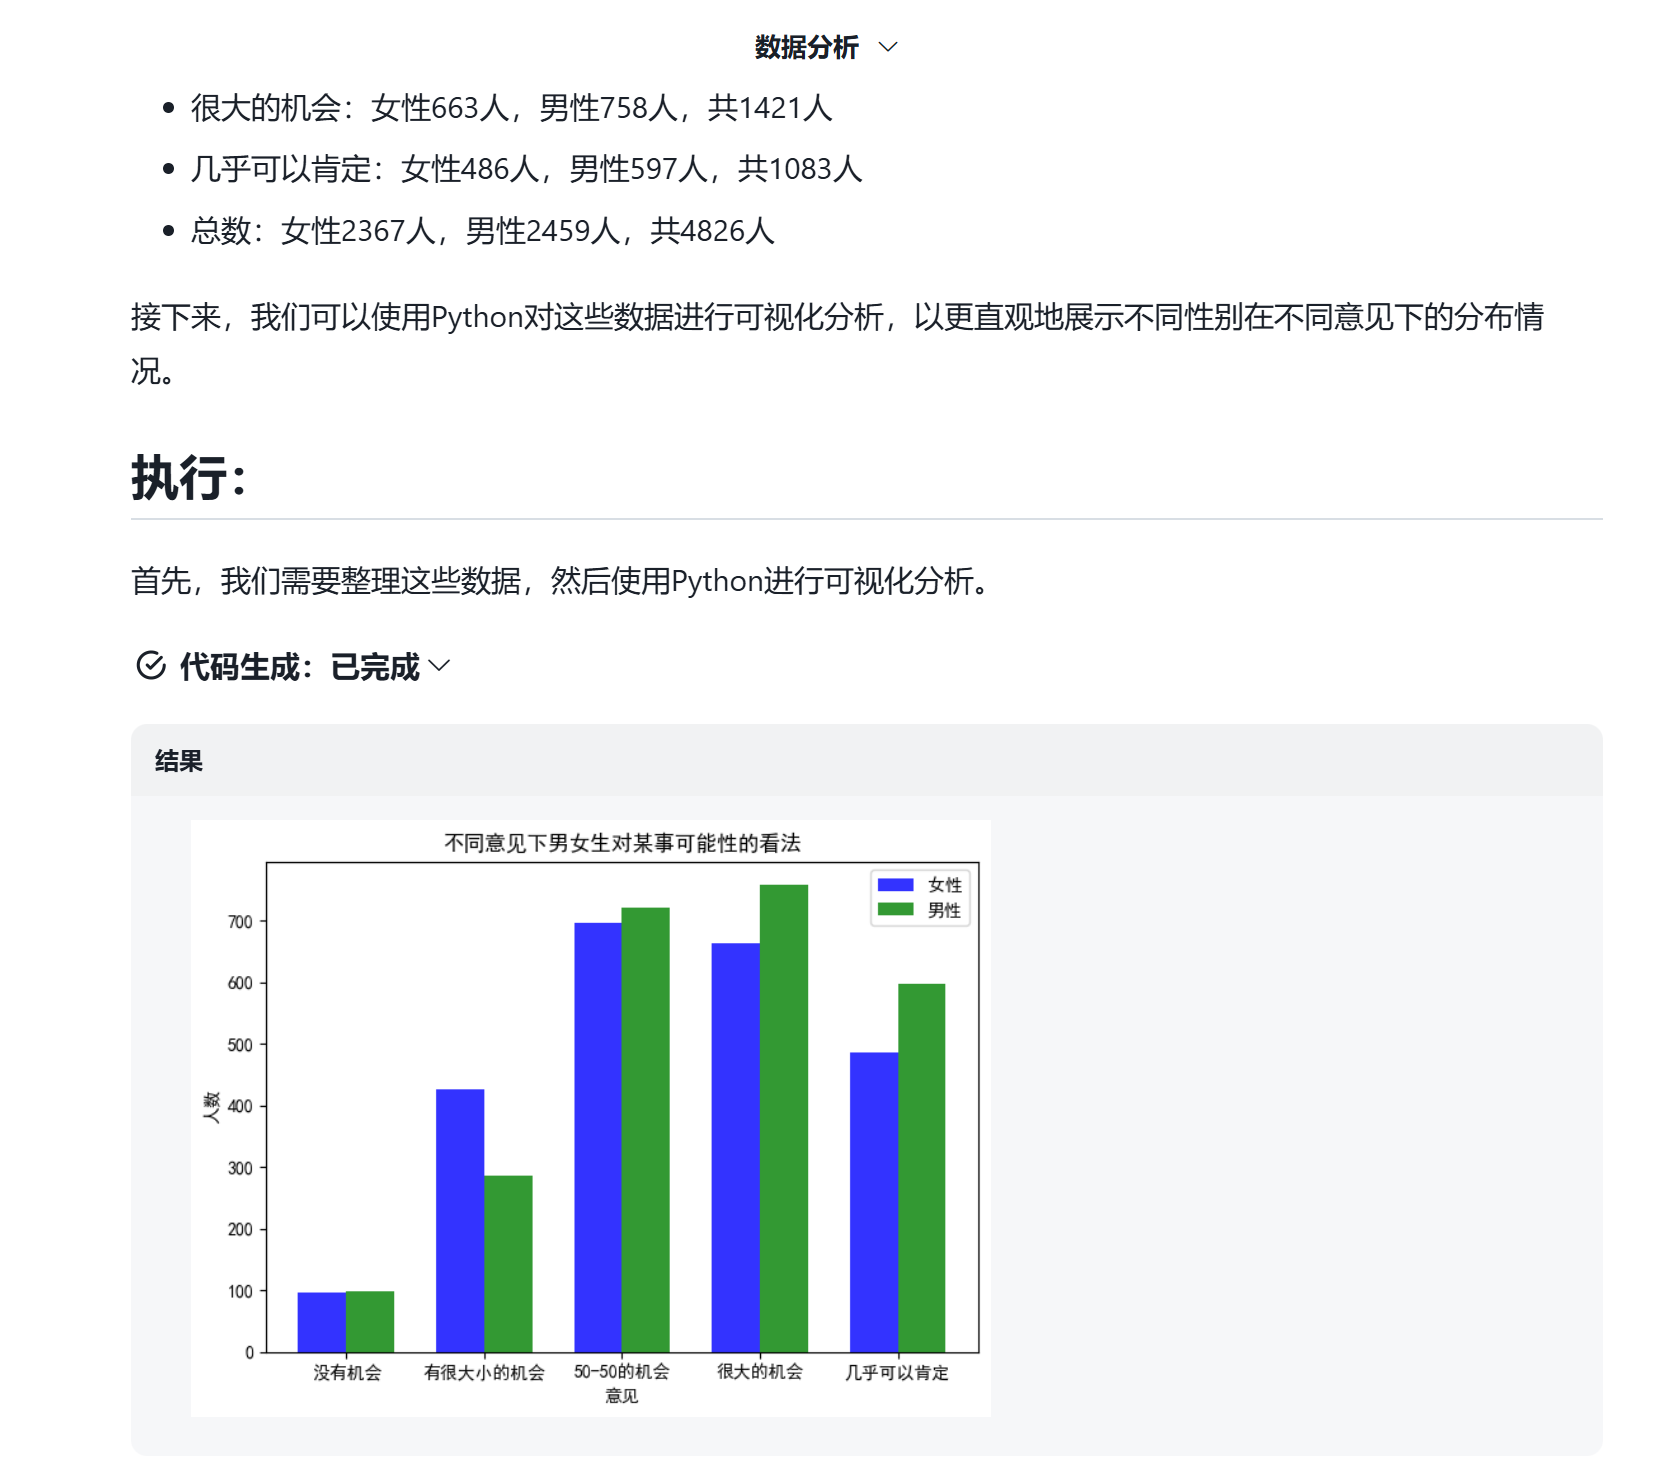 数据分析
很大的机会：女性663人，男性758人，共1421人
几乎可以肯定：女性486人，男性597人，共1083人
总数：女性2367人，男性2459人，共4826人
接下来，我们可以使用Python对这些数据进行可视化分析，以更直观地展示不同性别在不同意见下的分布情
况。
执行：
首先，我们需要整理这些数据，然后使用Python进行可视化分析。
代码生成：已完成
结果
不同意见下男女生对某事可能性的看法
女性
男性
700
600
500
400
300
200
100
0
人数
没有机会 有很大小的机会 50-50的机会 很大的机会 几乎可以肯定
意见